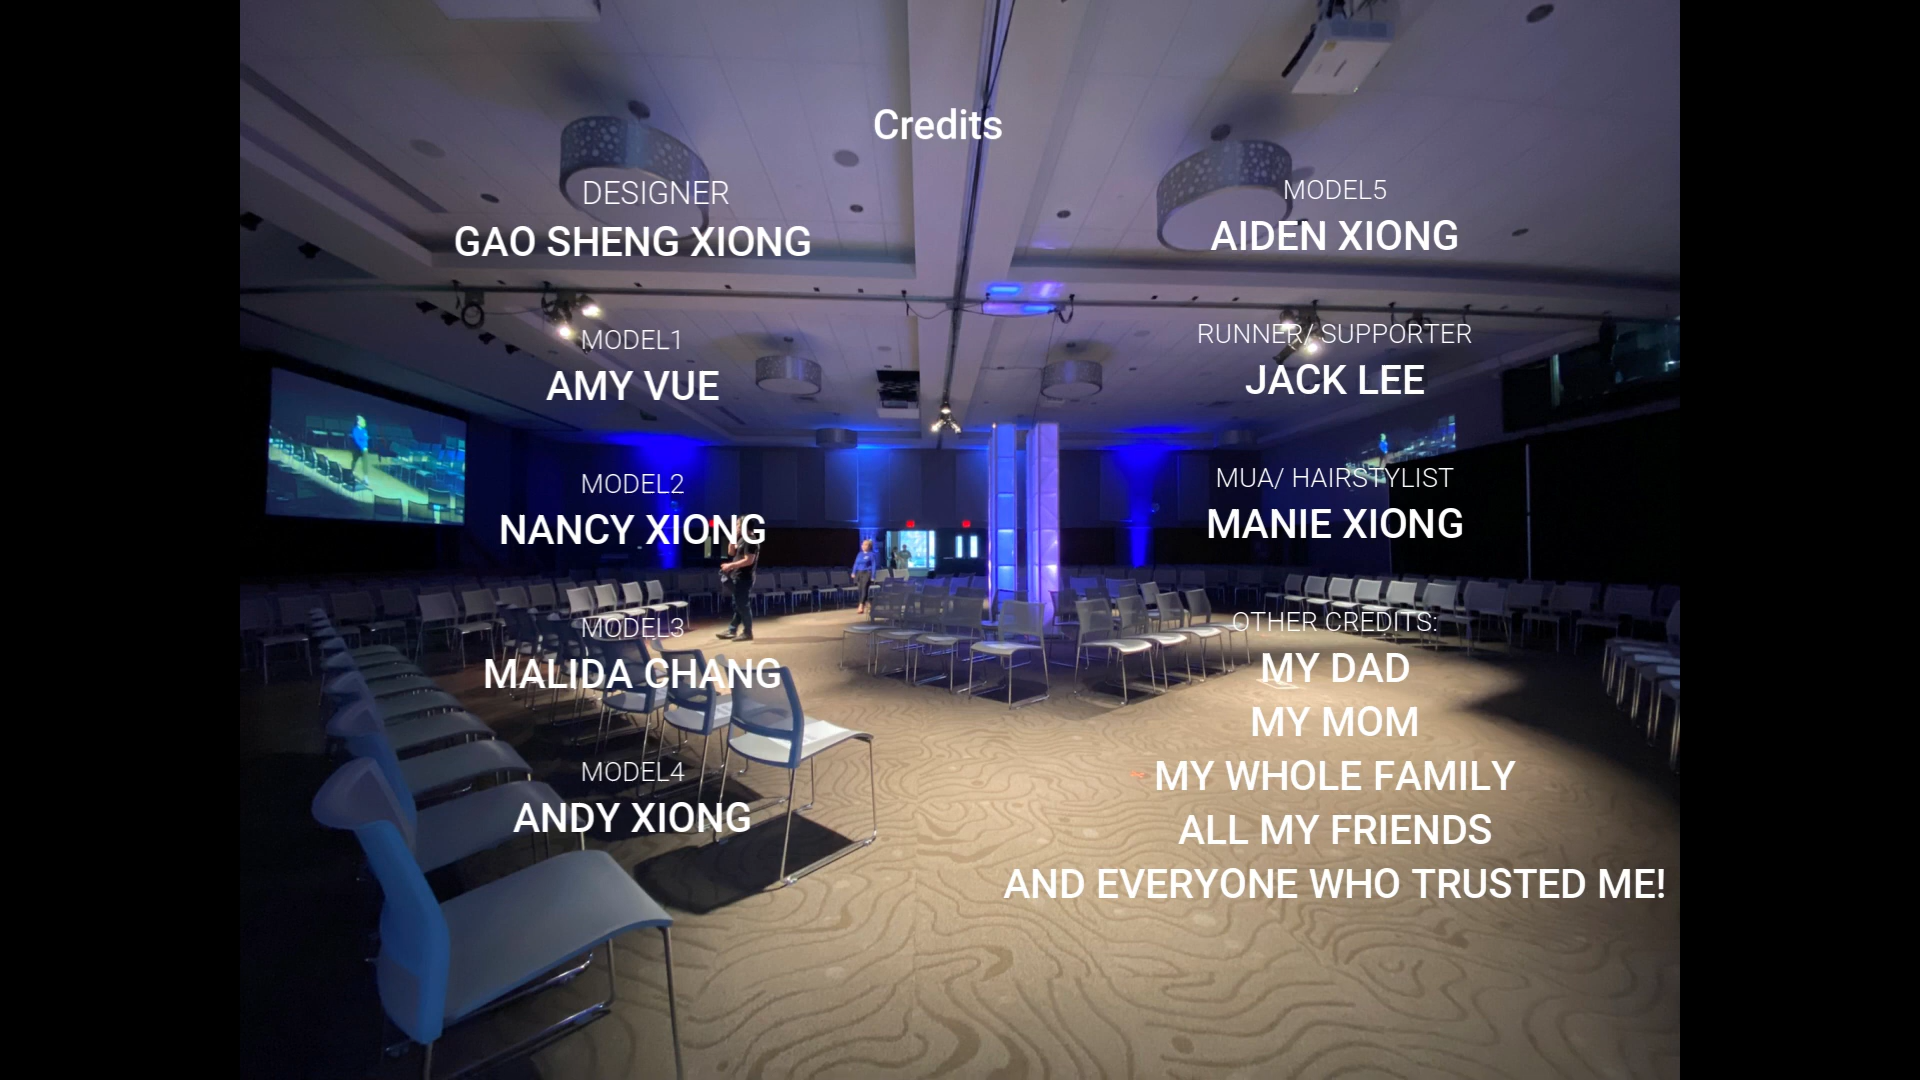 Credits
DESIGNER
GAO SHENG XIONG
MODEL1
AMY VUE
MODEL2
NANCY XIONG
MODEL3
MALIDA CHANG
MODEL4
ANDY XIONG
MODEL5
AIDEN XIONG
RUNNER/ SUPPORTER
JACK LEE
MUA/ HAIRSTYLIST
MANIE XIONG
OTHER CREDITS:
MY DAD
MY MOM
MY WHOLE FAMILY
ALL MY FRIENDS
AND EVERYONE WHO TRUSTED ME!